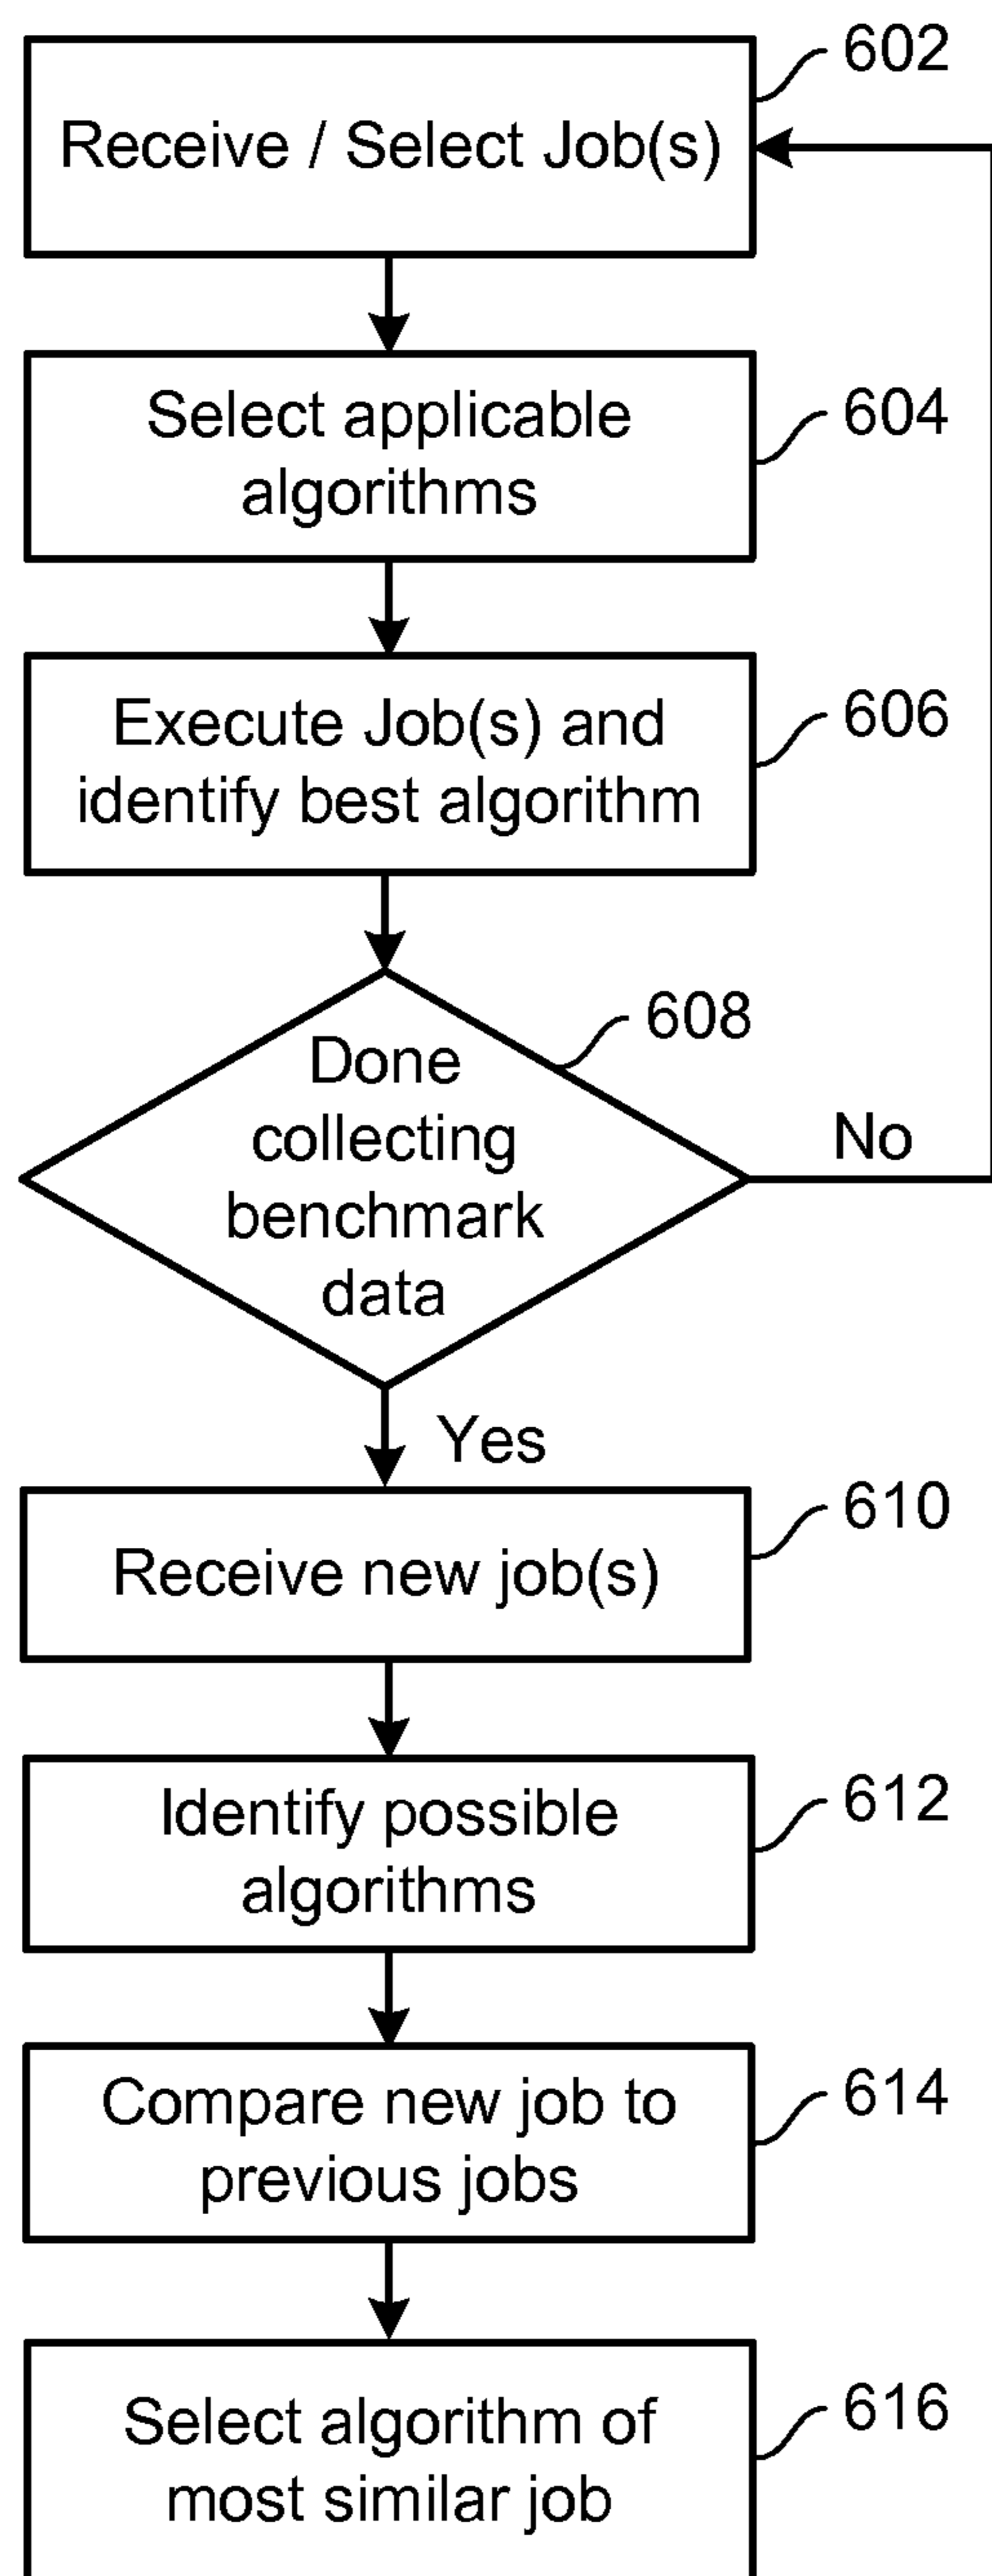 602
Receive / Select Job(s)
604
Select applicable
algorithms
606
Execute Job(s) and
identify best algorithm
608
Done
collecting
benchmark
data
No
Yes
610
Receive new job(s)
612
Identify possible
algorithms
614
Compare new job to
previous jobs
616
Select algorithm of
most similar job